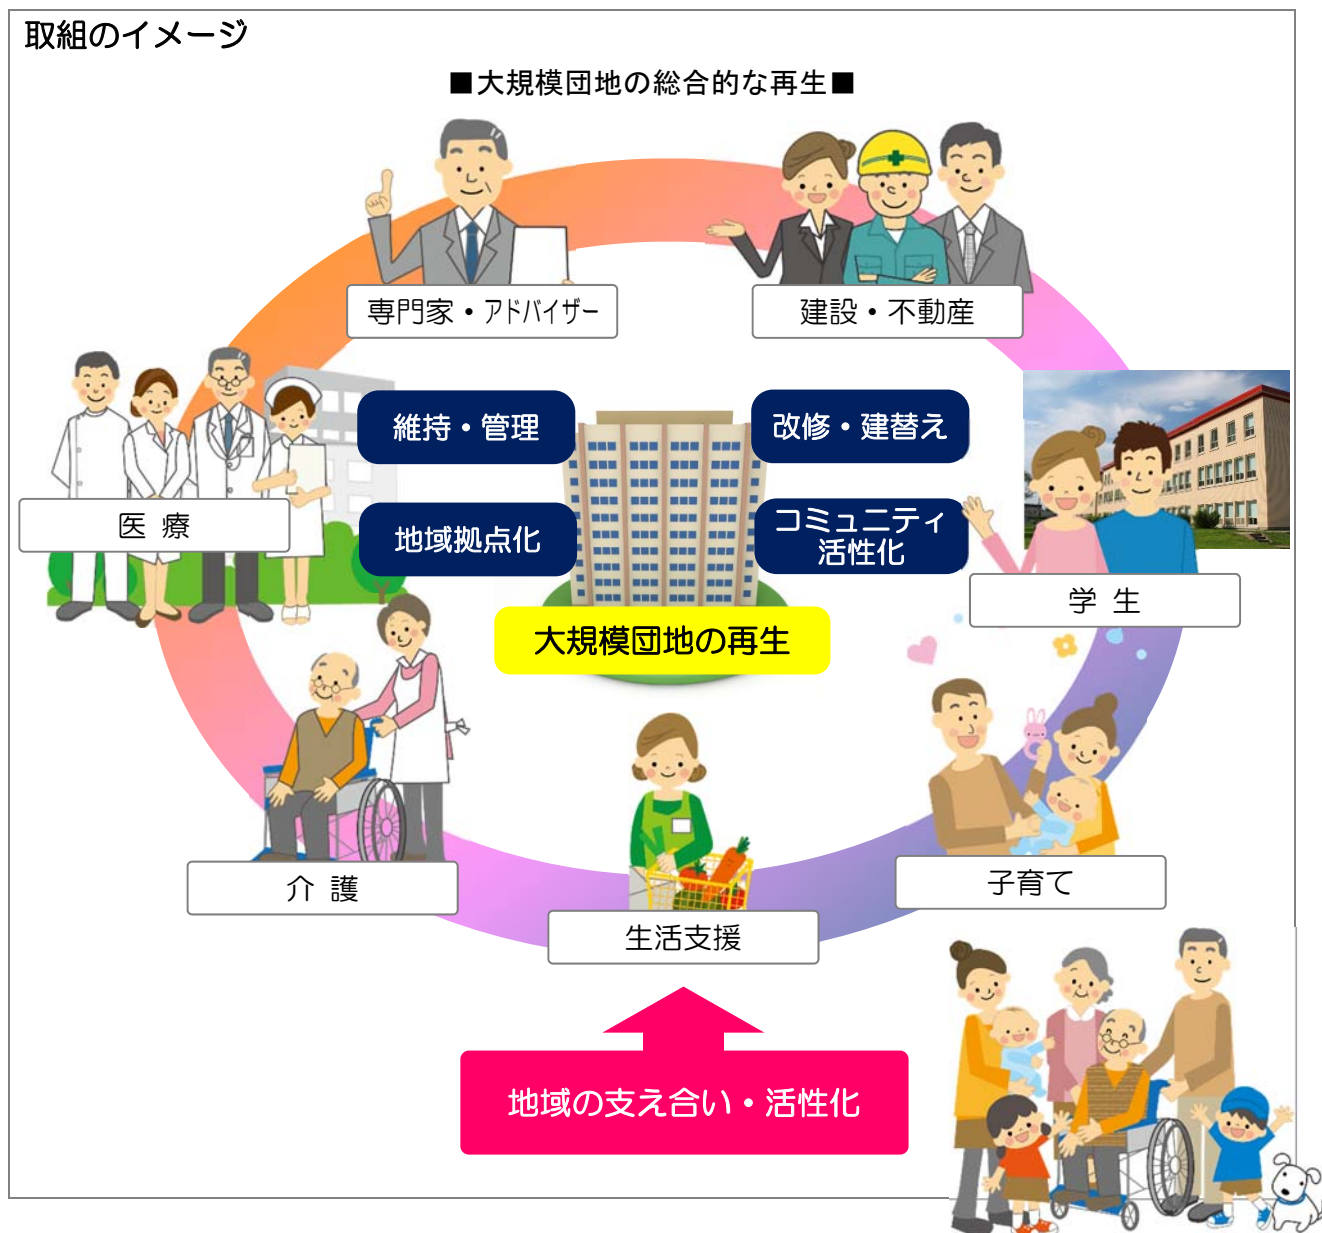 取組のイメージ
■大規模団地の総合的な再生■
専門家・アドバイザー
建設・不動産
維持・管理
改修・建替え
医 療
地域拠点化
コミュニティ
活性化
学 生
大規模団地の再生
介 護
子育て
生活支援
地域の支え合い・活性化